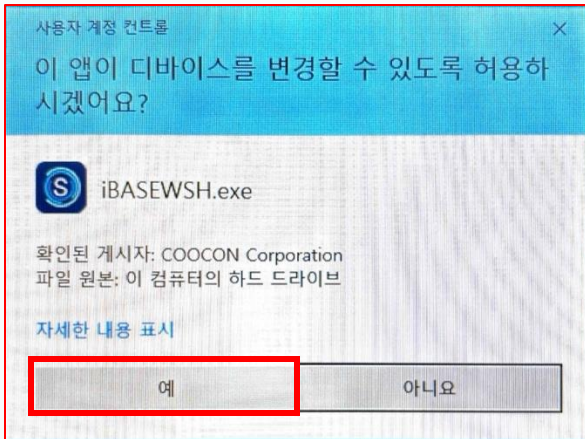 사용자 계정 컨트롤
이 앱이 디바이스를 변경할 수 있도록 허용하
시겠어요?
S
iBASEWSH.exe
확인된 게시자: COOCON Corporation
파일 원본: 이 컴퓨터의 하드 드라이브
자세한 내용 표시
예
아니요